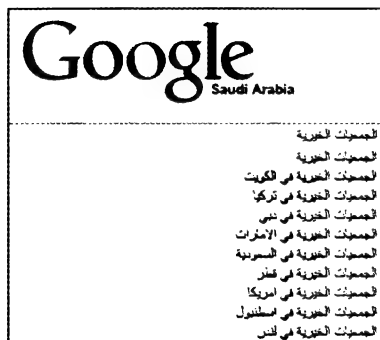 Google
Saudi Arabia
الجمعيات الخيرية
الجمعيات الخيرية
الجمعيات الخيرية في الكويت
الجمعيات الخيرية في تركيا
الجمعيات الخيرية في دبي
الجمعيات الخيرية في الامارات
الجمعيات الخيرية في السعودية
الجمعيات الخيرية في قطر
الجمعيات الخيرية في امريكا
الجمعيات الخيرية في اسطنبول
الجمعيات الخيرية في